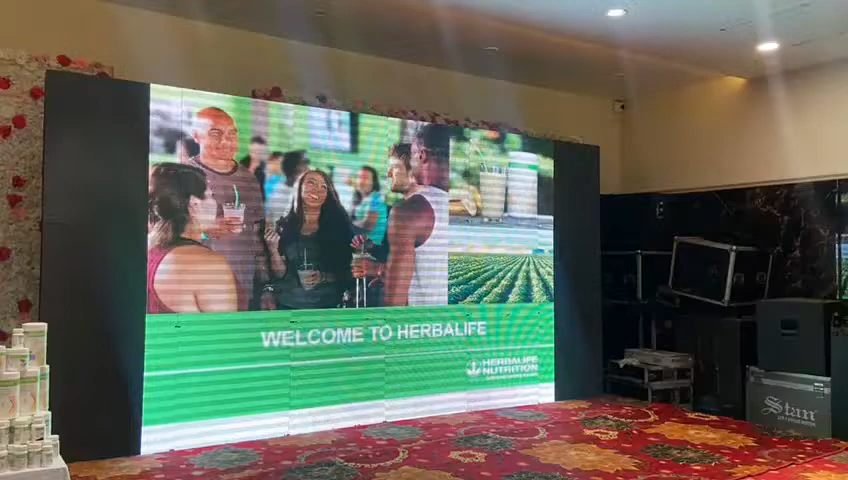 WELCOME TO HERBALIFE
HERBALIFE
NUTRITION
Stan